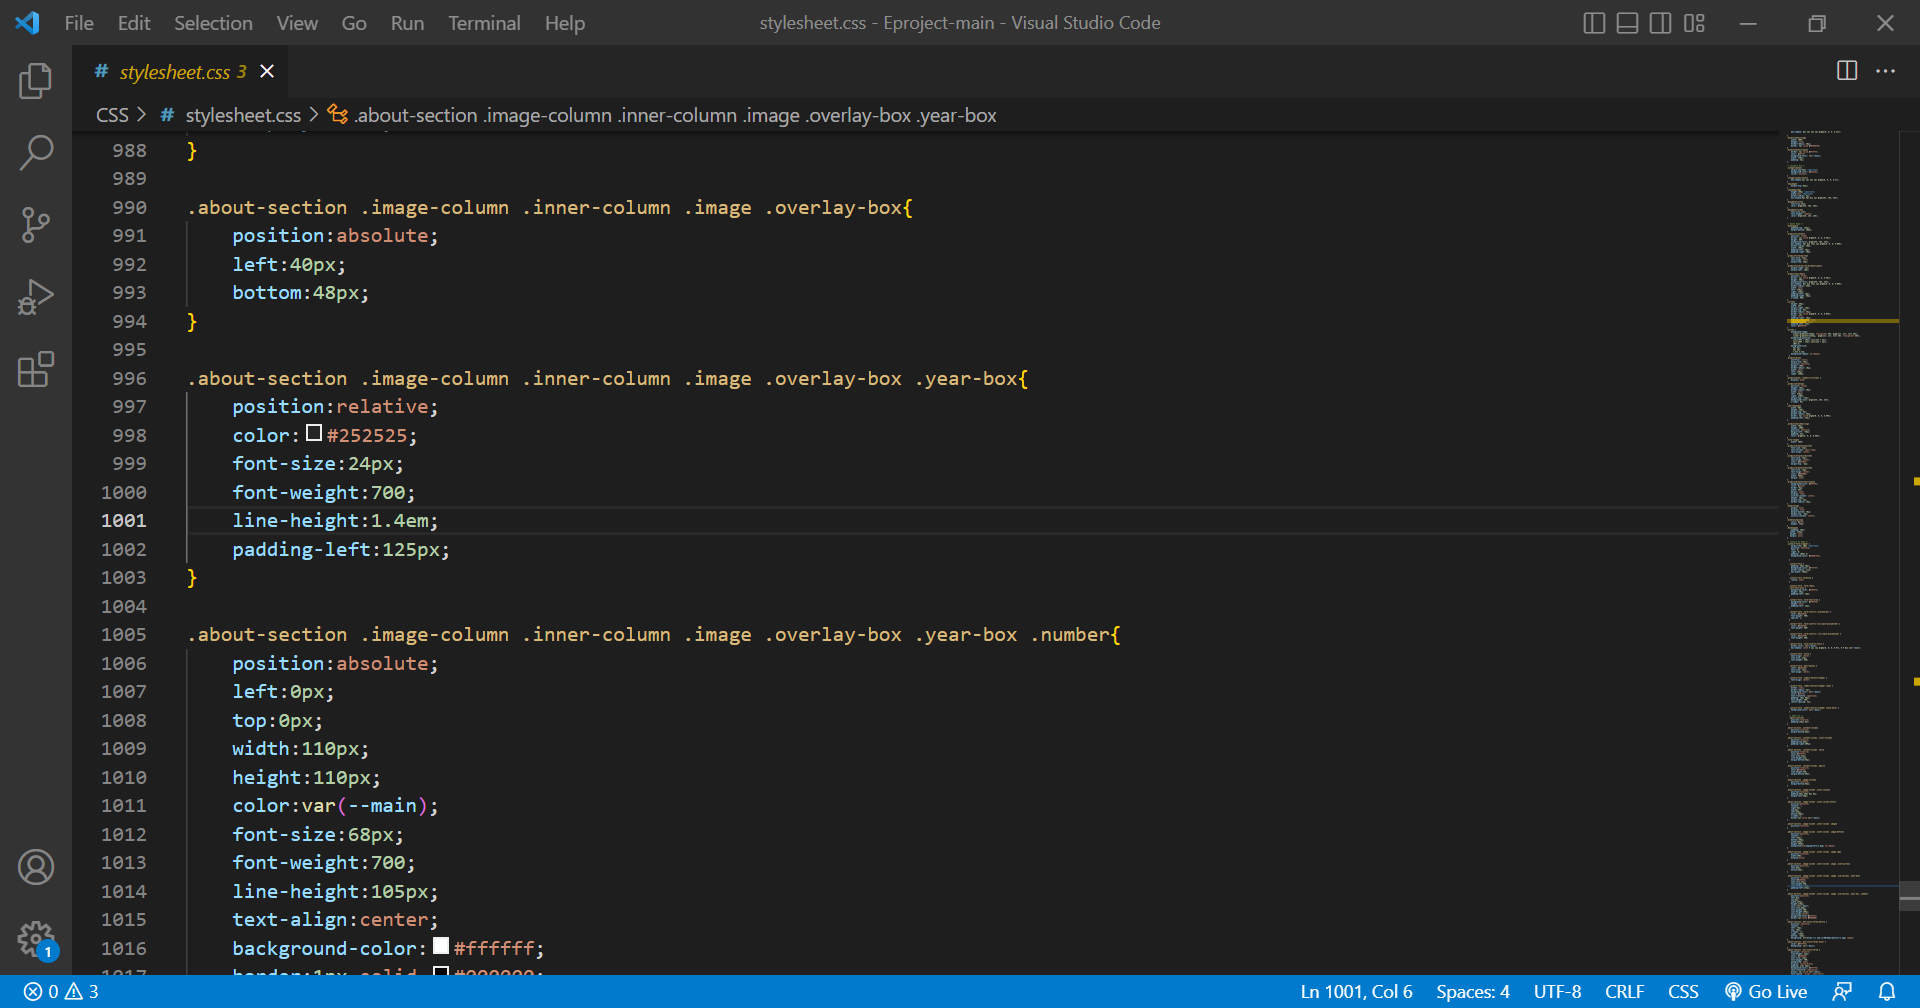 File Edit Selection View Go Run Terminal Help stylesheet.css - Eproject-main - Visual Studio Code
# stylesheet.css 3
CSS > # stylesheet.css > .about-section .image-column .inner-column .image .overlay-box .year-box
988 }
989
990 .about-section .image-column .inner-column .image .overlay-box{
991 position:absolute;
992 left:40px;
993 bottom:48px;
994 }
995
996 .about-section .image-column .inner-column .image .overlay-box .year-box{
997 position:relative;
998 color:#252525;
999 font-size:24px;
1000 font-weight:700;
1001 line-height:1.4em;
1002 padding-left:125px;
1003 }
1004
1005 .about-section .image-column .inner-column .image .overlay-box .year-box .number{
1006 position:absolute;
1007 left:0px;
1008 top:0px;
1009 width:110px;
1010 height:110px;
1011 color:var(--main);
1012 font-size:68px;
1013 font-weight:700;
1014 line-height:105px;
1015 text-align:center;
1016 background-color:#ffffff;
1017 border:1px solid
1
0 3 Ln 1001, Col 6 Spaces: 4 UTF-8 CRLF CSS Go Live